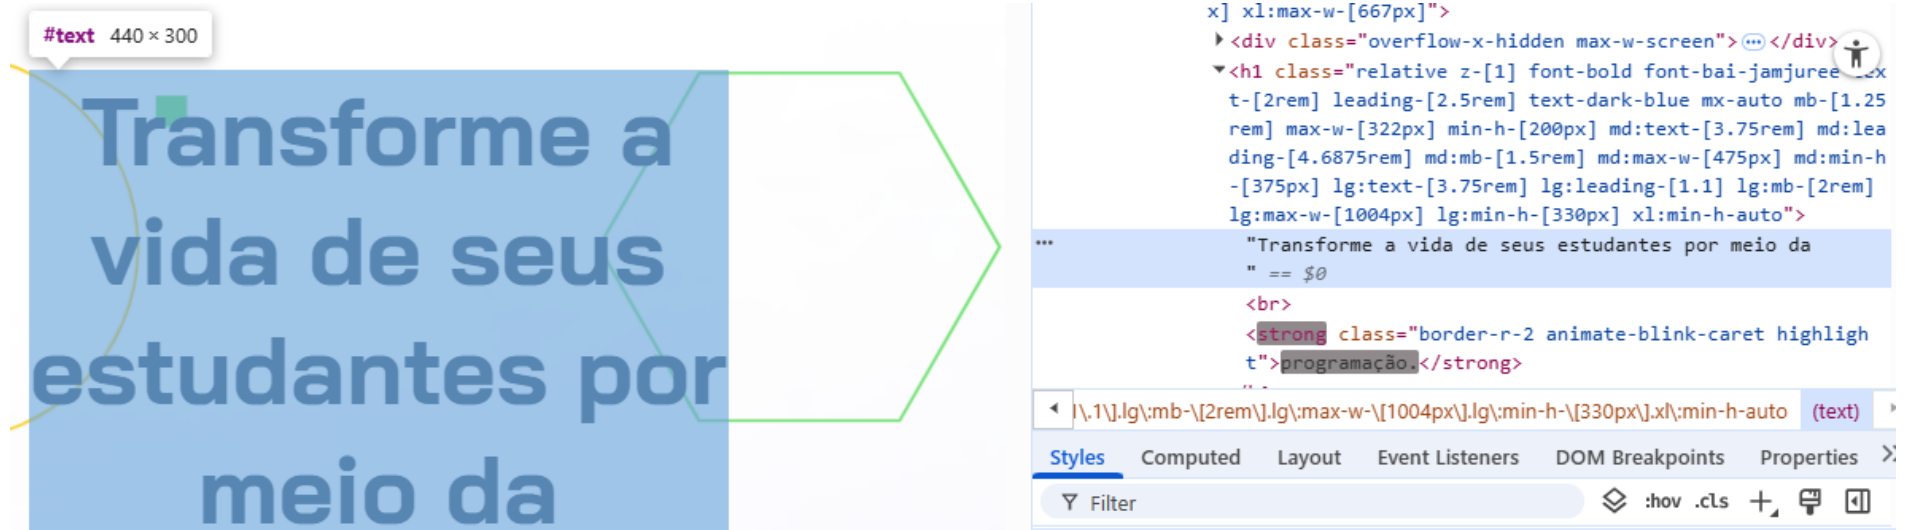 #text 440 × 300
Transforme a
vida de seus
estudantes por
meio da
x] xl:max-w-[667px]">
<div class="overflow-x-hidden max-w-screen">…</div>
<h1 class="relative z-[1] font-bold font-bai-jamjuree tex
t-[2rem] leading-[2.5rem] text-dark-blue mx-auto mb-[1.25
rem] max-w-[322px] min-h-[200px] md:text-[3.75rem] md:lea
ding-[4.6875rem] md:mb-[1.5rem] md:max-w-[475px] md:min-h
-[375px] lg:text-[3.75rem] lg:leading-[1.1] lg:mb-[2rem]
lg:max-w-[1004px] lg:min-h-[330px] xl:min-h-auto">
"Transforme a vida de seus estudantes por meio da
" == $0
<br>
<strong class="border-r-2 animate-blink-caret highligh
t">programação.</strong>
\.1\].lg\:mb-\[2rem\].lg\:max-w-\[1004px\].lg\:min-h-\[330px\].xl\:min-h-auto (text)
Styles Computed Layout Event Listeners DOM Breakpoints Properties
Filter :hov .cls